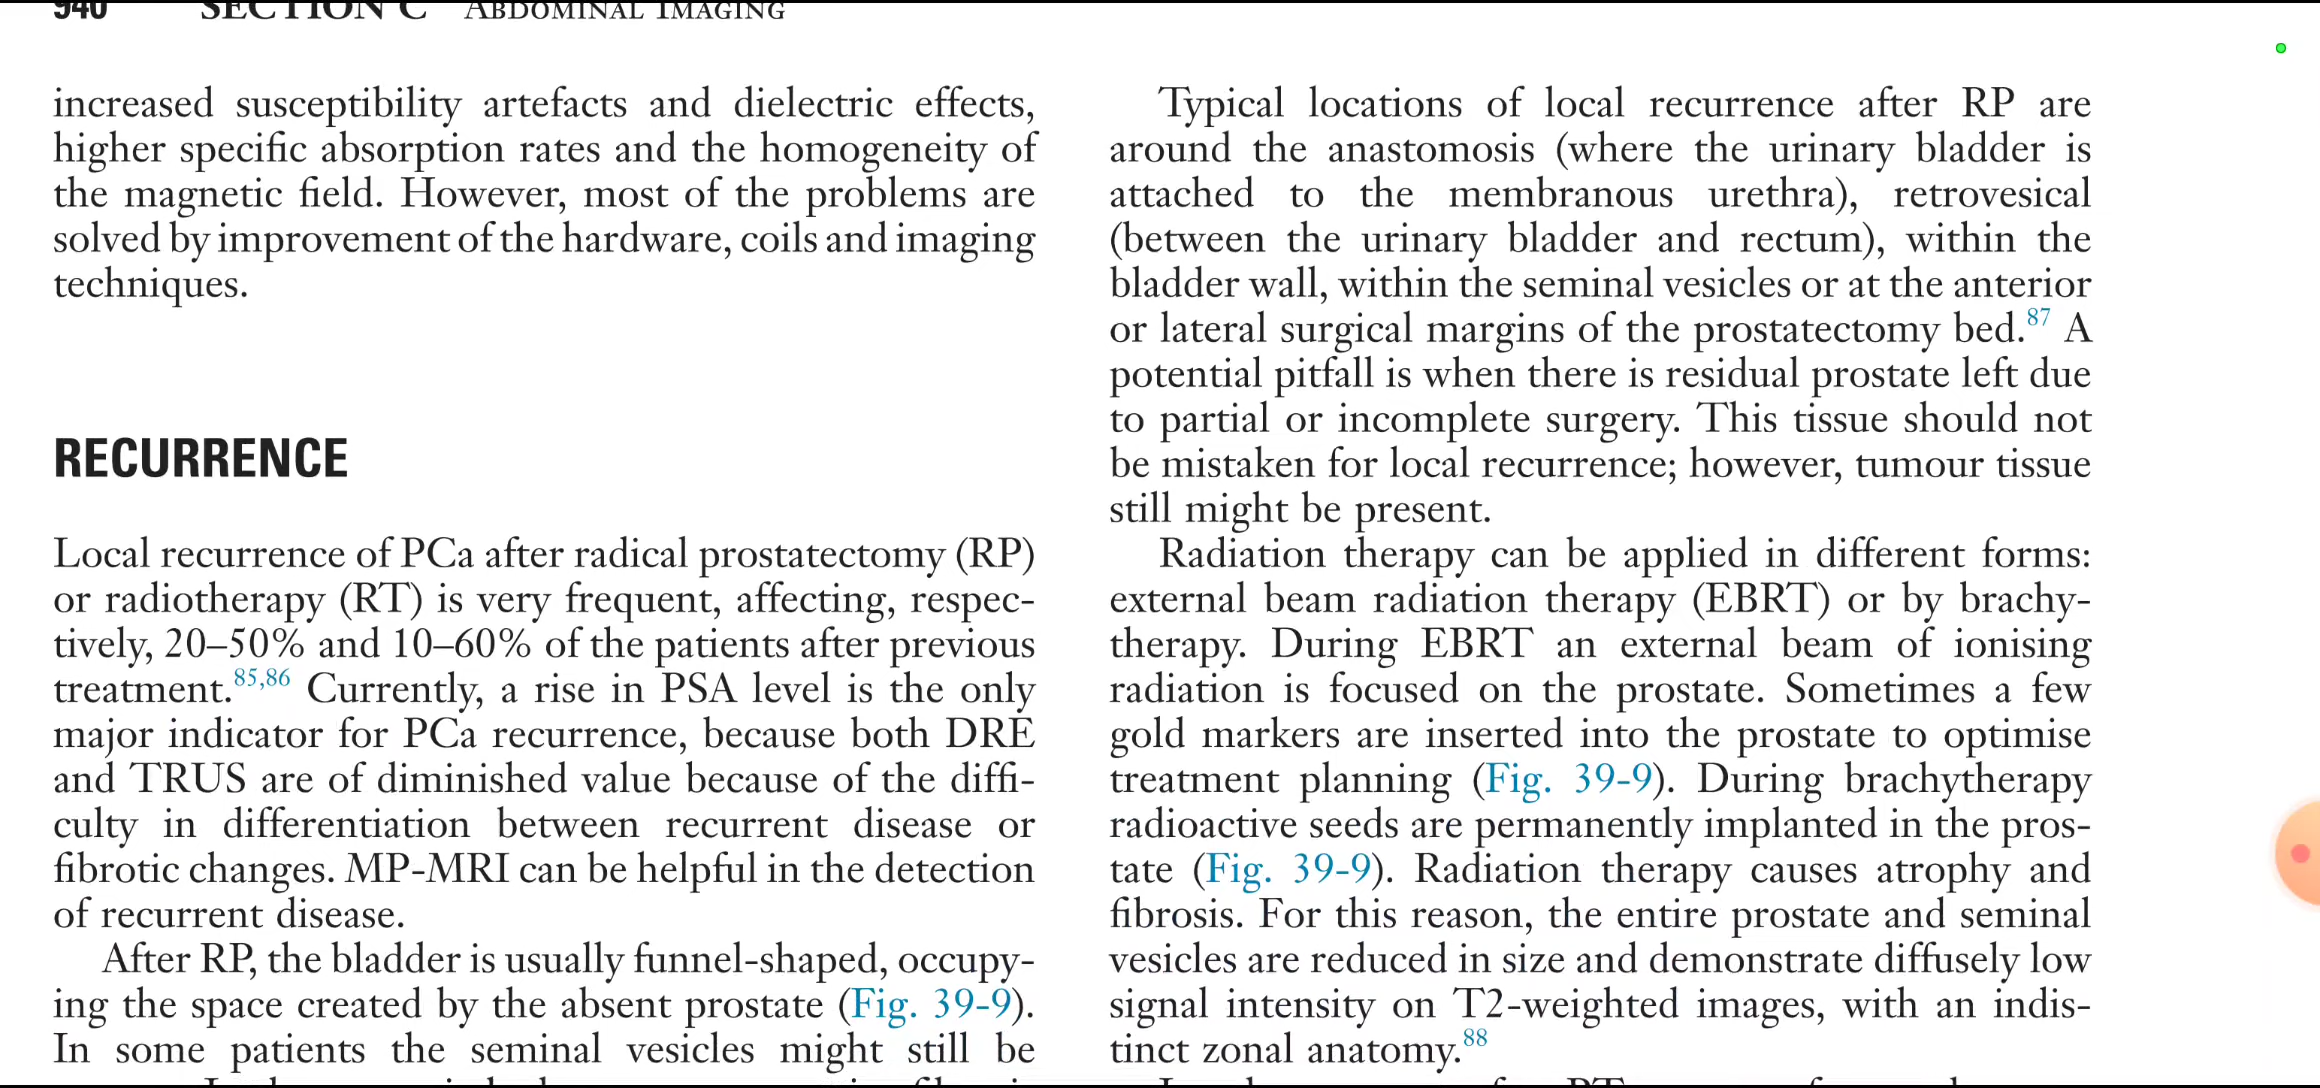 940 SECTION C ABDOMINAL IMAGING
increased susceptibility artefacts and dielectric effects,
higher specific absorption rates and the homogeneity of
the magnetic field. However, most of the problems are
solved by improvement of the hardware, coils and imaging
techniques.
RECURRENCE
Local recurrence of PCa after radical prostatectomy (RP)
or radiotherapy (RT) is very frequent, affecting, respec-
tively, 20–50% and 10–60% of the patients after previous
treatment.85,86 Currently, a rise in PSA level is the only
major indicator for PCa recurrence, because both DRE
and TRUS are of diminished value because of the diffi-
culty in differentiation between recurrent disease or
fibrotic changes. MP-MRI can be helpful in the detection
of recurrent disease.
After RP, the bladder is usually funnel-shaped, occupy-
ing the space created by the absent prostate (Fig. 39-9).
In some patients the seminal vesicles might still be
Typical locations of local recurrence after RP are
around the anastomosis (where the urinary bladder is
attached to the membranous urethra), retrovesical
(between the urinary bladder and rectum), within the
bladder wall, within the seminal vesicles or at the anterior
or lateral surgical margins of the prostatectomy bed.87 A
potential pitfall is when there is residual prostate left due
to partial or incomplete surgery. This tissue should not
be mistaken for local recurrence; however, tumour tissue
still might be present.
Radiation therapy can be applied in different forms:
external beam radiation therapy (EBRT) or by brachy-
therapy. During EBRT an external beam of ionising
radiation is focused on the prostate. Sometimes a few
gold markers are inserted into the prostate to optimise
treatment planning (Fig. 39-9). During brachytherapy
radioactive seeds are permanently implanted in the pros-
tate (Fig. 39-9). Radiation therapy causes atrophy and
fibrosis. For this reason, the entire prostate and seminal
vesicles are reduced in size and demonstrate diffusely low
signal intensity on T2-weighted images, with an indis-
tinct zonal anatomy.88